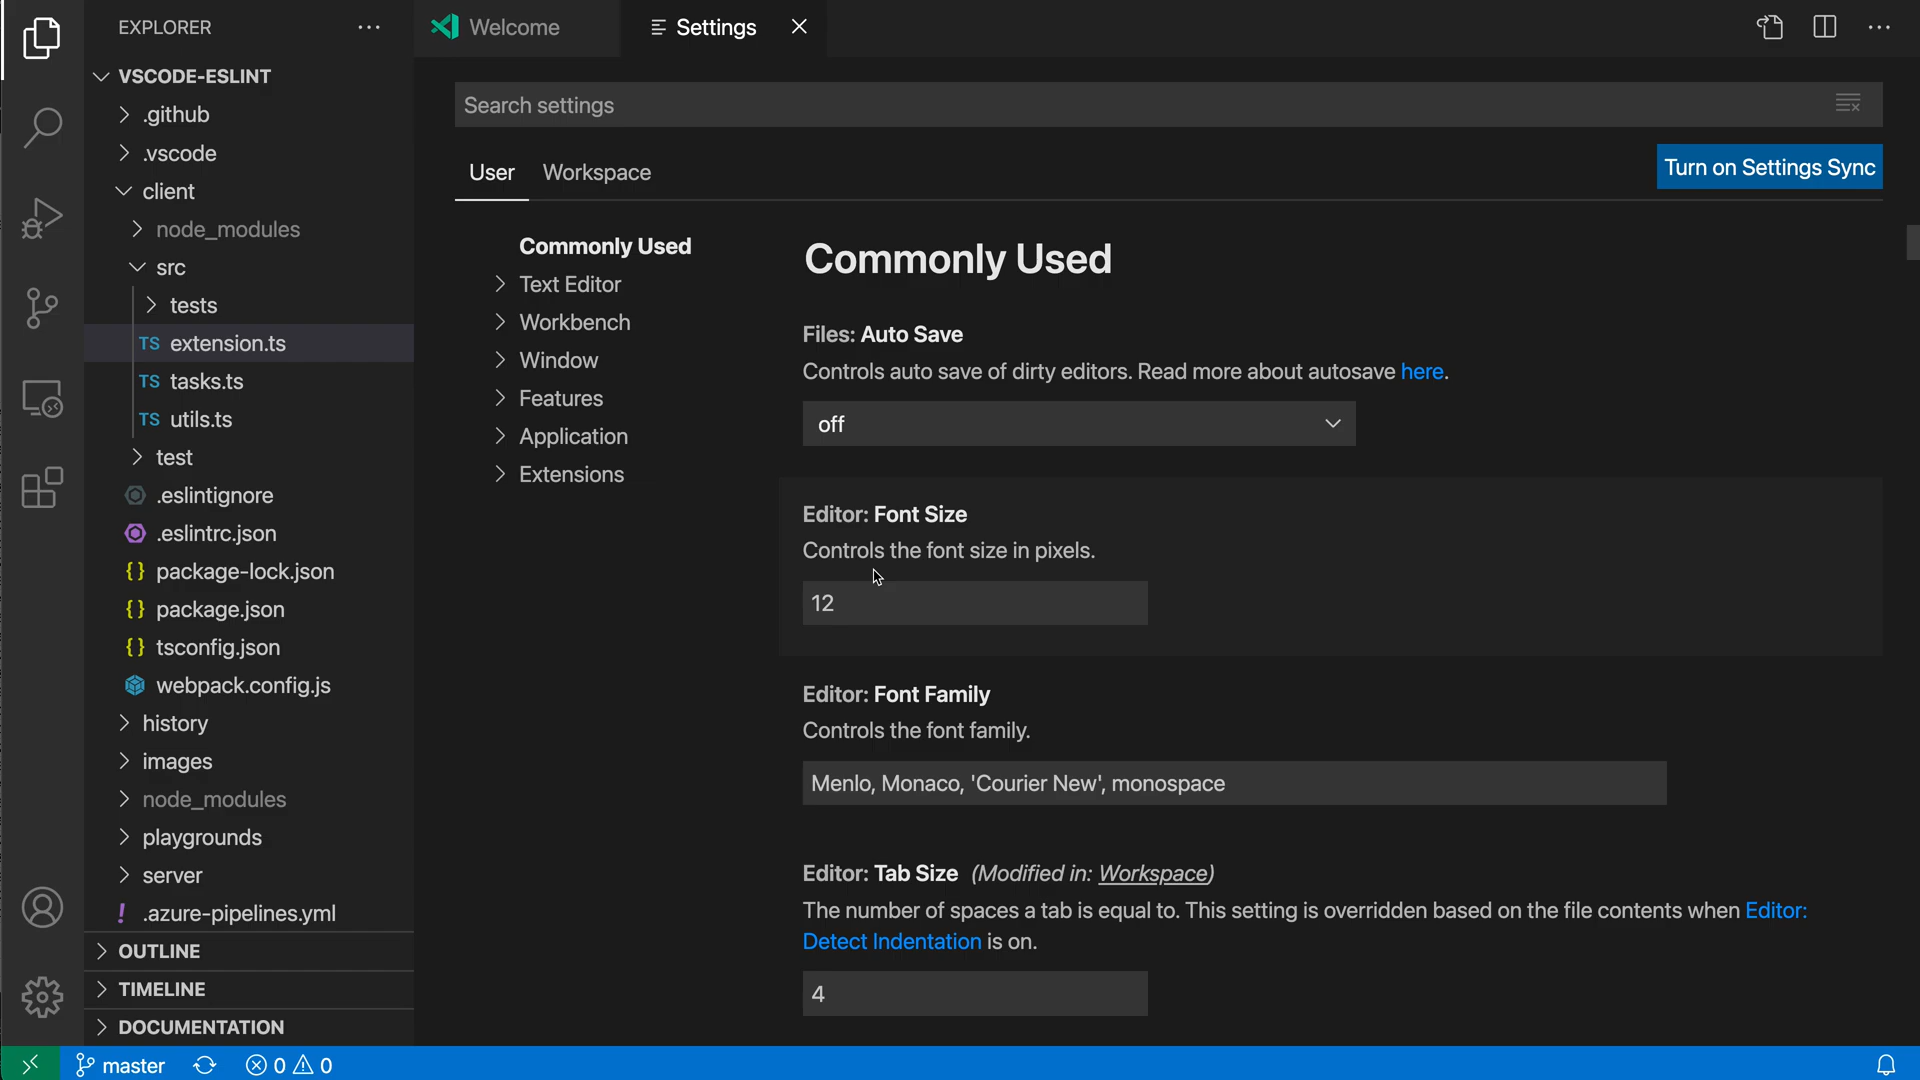 EXPLORER
VSCODE-ESLINT
.github
.vscode
client
node_modules
src
tests
TS extension.ts
TS tasks.ts
TS utils.ts
test
.eslintignore
.eslintrc.json
{} package-lock.json
{} package.json
{} tsconfig.json
webpack.config.js
history
images
node_modules
playgrounds
server
! .azure-pipelines.yml
OUTLINE
TIMELINE
DOCUMENTATION
Welcome
Settings
Search settings
User
Workspace
Turn on Settings Sync
Commonly Used
Text Editor
Workbench
Window
Features
Application
Extensions
Commonly Used
Files: Auto Save
Controls auto save of dirty editors. Read more about autosave here.
off
Editor: Font Size
Controls the font size in pixels.
12
Editor: Font Family
Controls the font family.
Menlo, Monaco, 'Courier New', monospace
Editor: Tab Size (Modified in: Workspace)
The number of spaces a tab is equal to. This setting is overridden based on the file contents when Editor:
Detect Indentation is on.
4
master
0
0